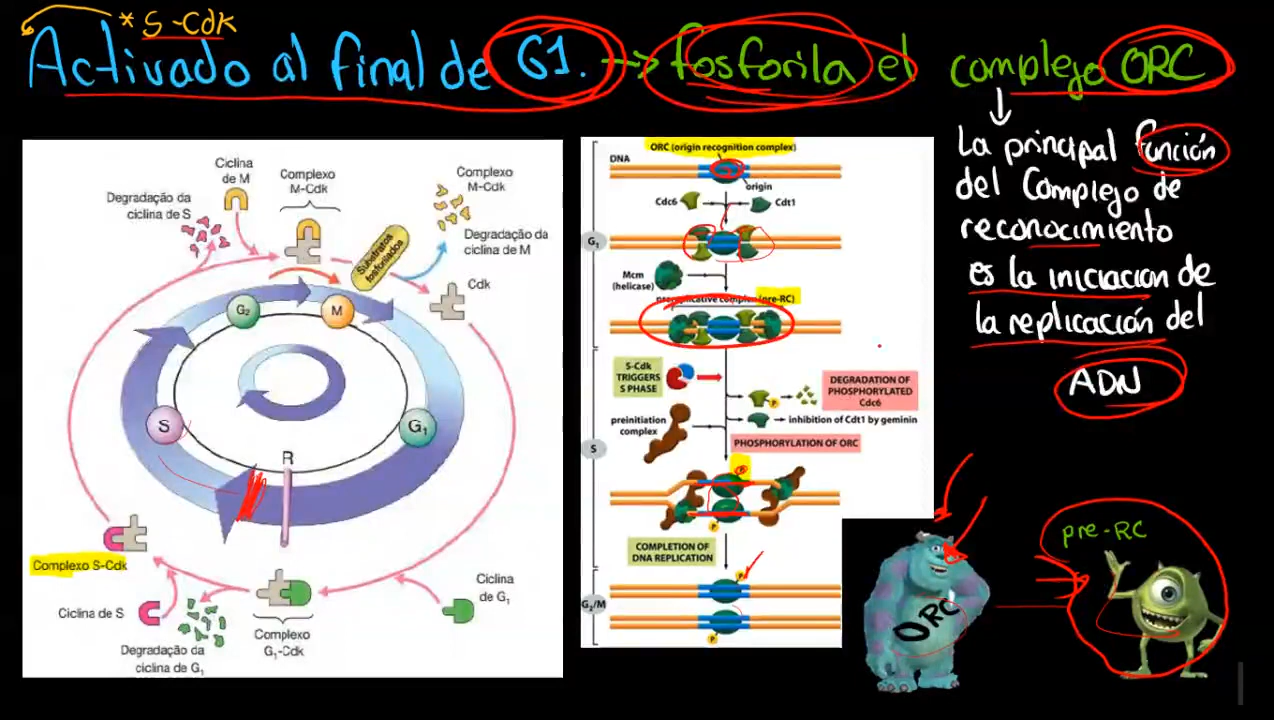 * S-Cdk
Activado al final de G1. → fosforila el complejo ORC
La principal función
del Complejo de
reconocimiento
es la iniciacion de
la replicación del
ADN
Ciclina
de M
Complexo
M-Cdk
Complexo
M-Cdk
Degradação da
ciclina de S
Degradação da
ciclina de M
Substratos
fosforilados
Cdk
G₂
M
S
G₁
R
Complexo S-Cdk
Ciclina de S
Degradação da
ciclina de G₁
Complexo
G₁-Cdk
Ciclina
de G₁
ORC (origin recognition complex)
DNA
origin
Cdc6
Cdt1
G₁
Mcm
(helicase)
prereplicative complex (pre-RC)
S-Cdk
TRIGGERS
S PHASE
DEGRADATION OF
PHOSPHORYLATED
Cdc6
P
inhibition of Cdt1 by geminin
preinitiation
complex
PHOSPHORYLATION OF ORC
S
P
P
COMPLETION OF
DNA REPLICATION
P
G₂/M
P
ORC
pre-RC